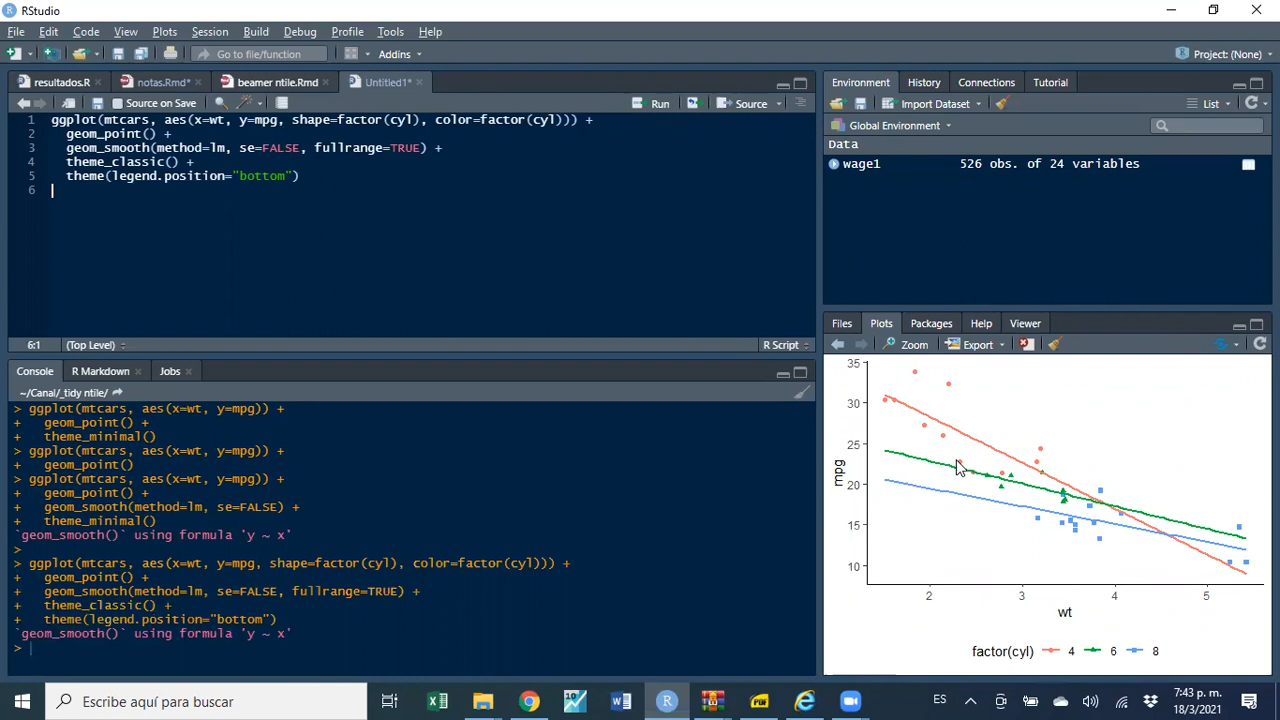 RStudio
File Edit Code View Plots Session Build Debug Profile Tools Help
Go to file/function Addins Project: (None)
resultados.R notas.Rmd* beamer ntile.Rmd Untitled1*
Source on Save Run Source
1 ggplot(mtcars, aes(x=wt, y=mpg, shape=factor(cyl), color=factor(cyl))) +
2 geom_point() +
3 geom_smooth(method=lm, se=FALSE, fullrange=TRUE) +
4 theme_classic() +
5 theme(legend.position="bottom")
6
6:1 (Top Level) R Script
Console R Markdown Jobs
~/Canal/_tidy ntile/
> ggplot(mtcars, aes(x=wt, y=mpg)) +
+ geom_point() +
+ theme_minimal()
> ggplot(mtcars, aes(x=wt, y=mpg)) +
+ geom_point()
> ggplot(mtcars, aes(x=wt, y=mpg)) +
+ geom_point() +
+ geom_smooth(method=lm, se=FALSE) +
+ theme_minimal()
`geom_smooth()` using formula 'y ~ x'
>
> ggplot(mtcars, aes(x=wt, y=mpg, shape=factor(cyl), color=factor(cyl))) +
+ geom_point() +
+ geom_smooth(method=lm, se=FALSE, fullrange=TRUE) +
+ theme_classic() +
+ theme(legend.position="bottom")
`geom_smooth()` using formula 'y ~ x'
>
Environment History Connections Tutorial
Import Dataset List
Global Environment
Data
wage1 526 obs. of 24 variables
Files Plots Packages Help Viewer
Zoom Export
35
30
25
20
15
10
mpg
2 3 4 5
wt
factor(cyl) 4 6 8
Escribe aquí para buscar
ES
7:43 p. m.
18/3/2021